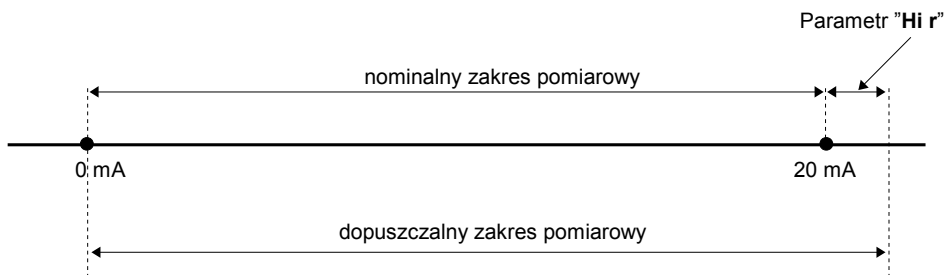 Parametr ”Hi r”
nominalny zakres pomiarowy
0 mA
20 mA
dopuszczalny zakres pomiarowy